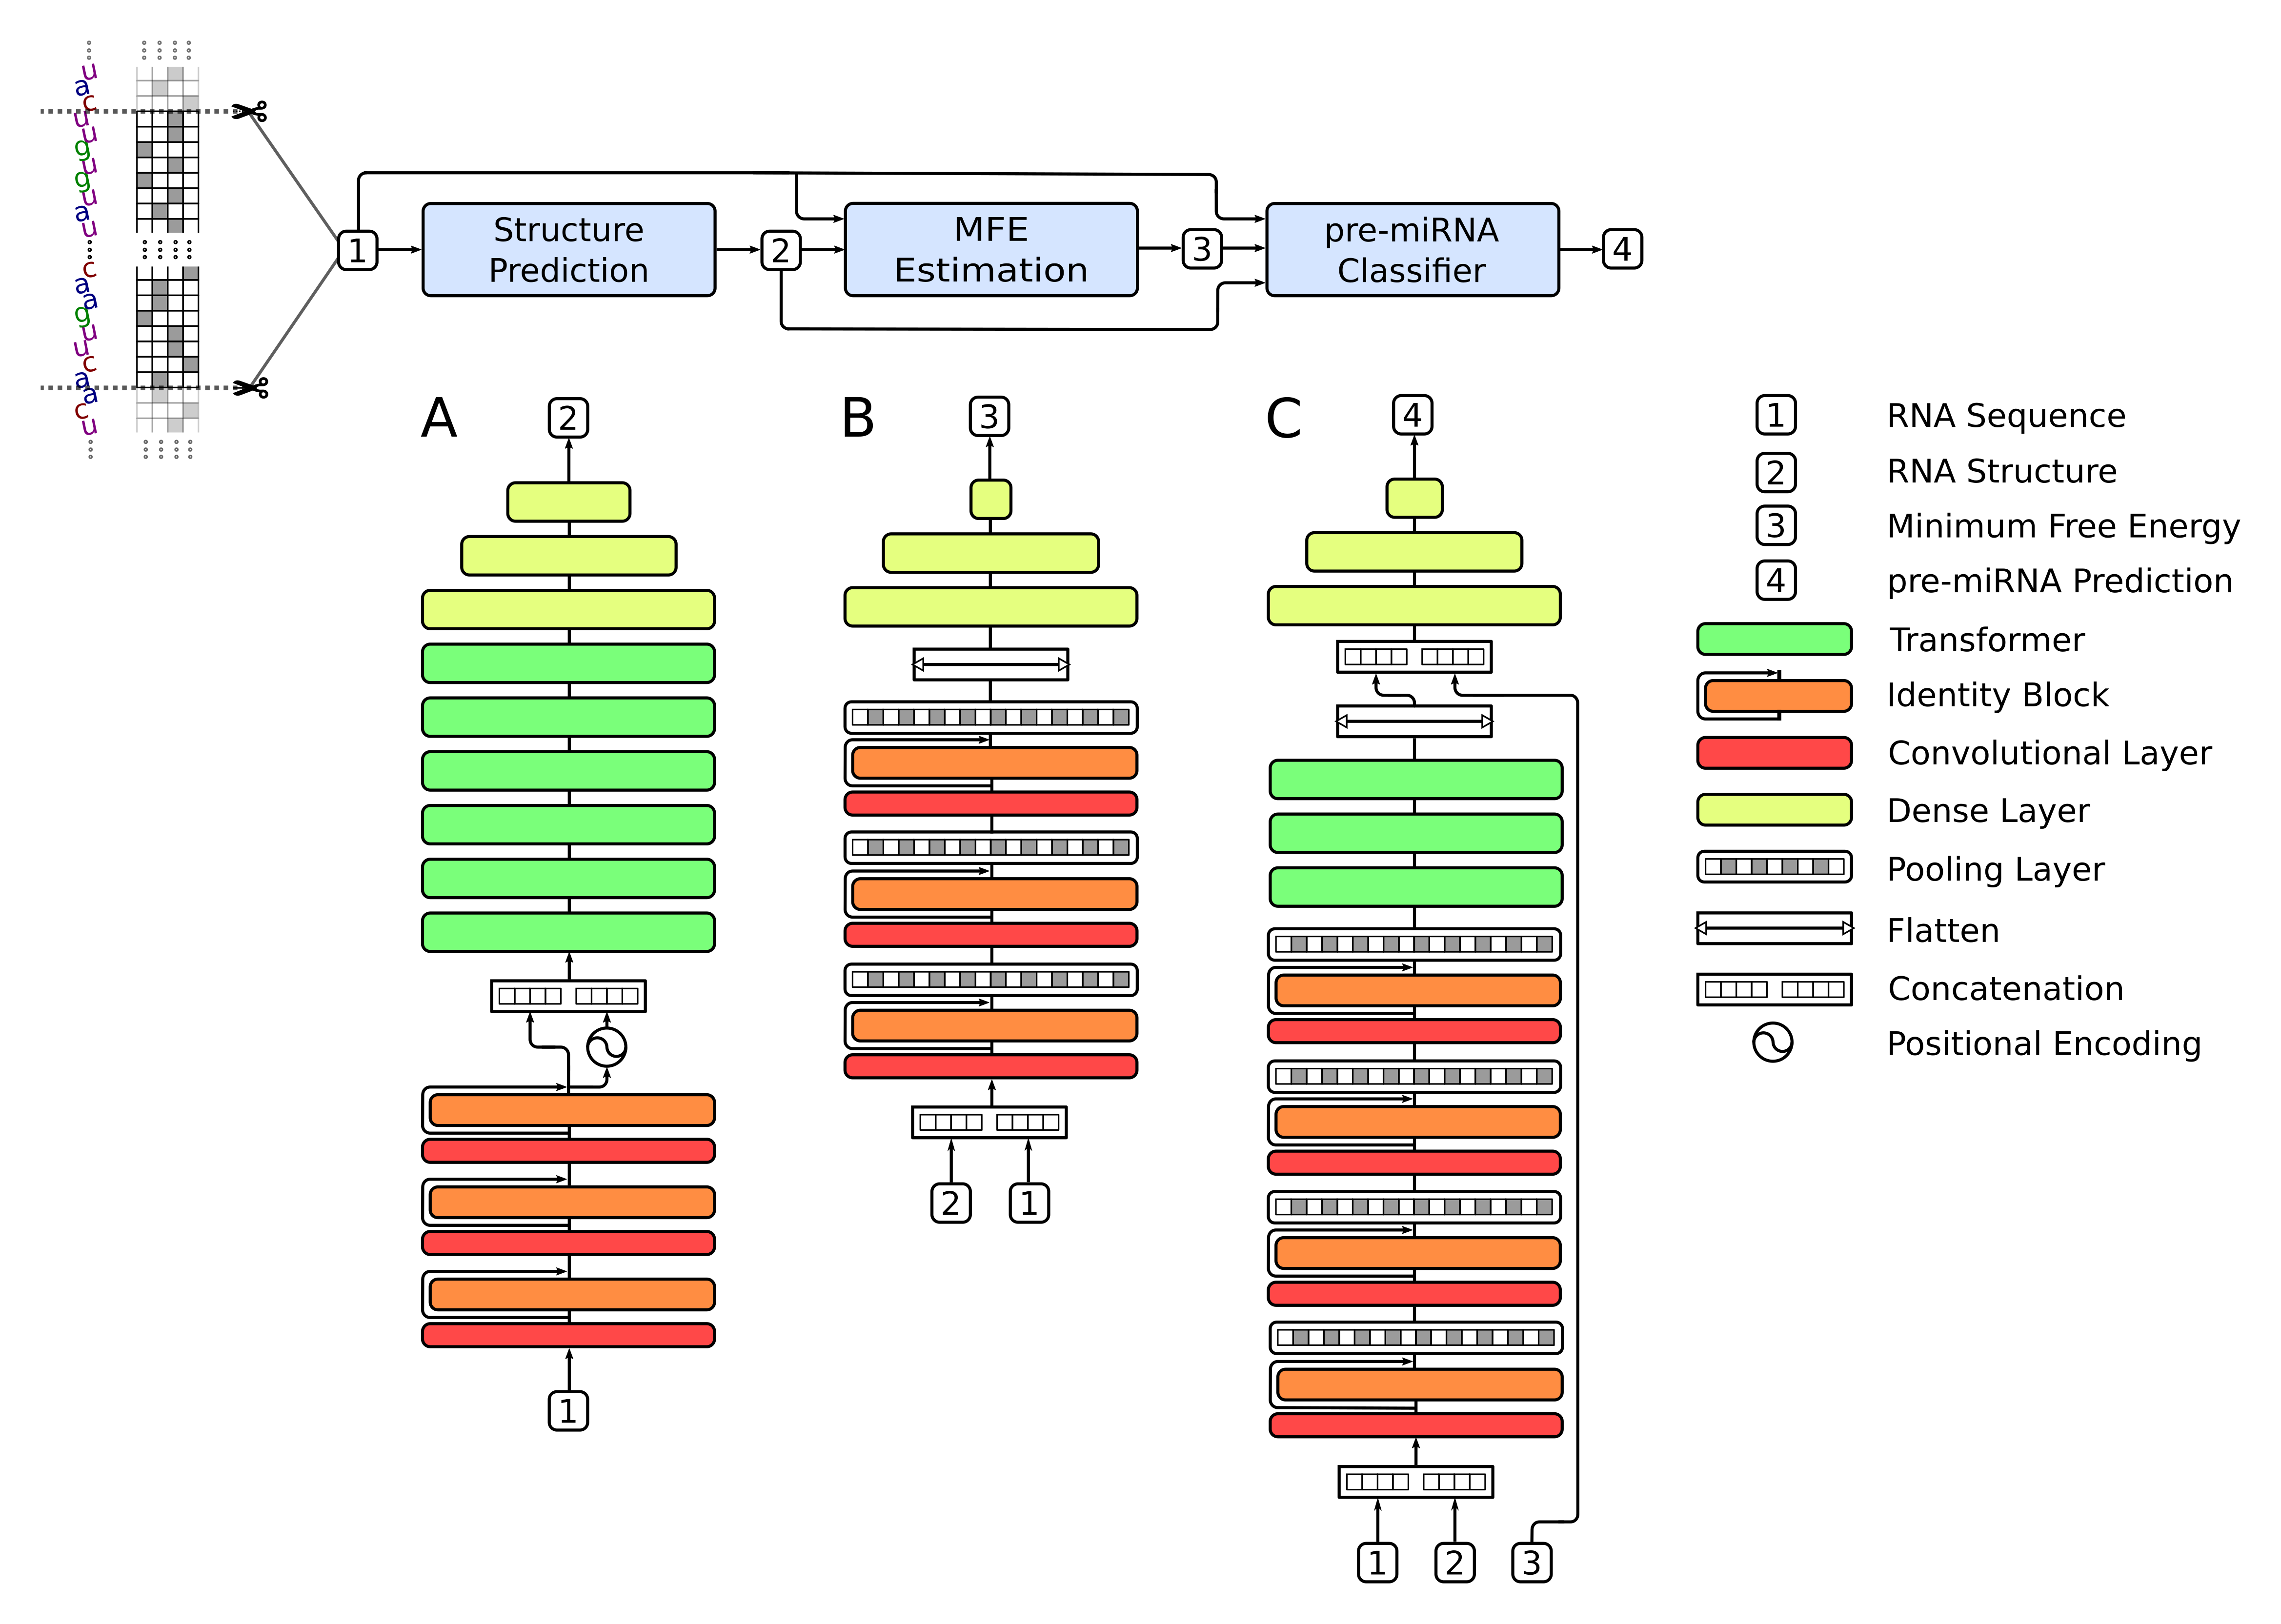 u
a
c
u
u
g
u
g
u
a
u
c
a
a
g
u
u
c
a
a
c
u
1
Structure
Prediction
2
MFE
Estimation
3
pre-miRNA
Classifier
4
A
2
1
B
3
2
1
C
4
1
2
3
1 RNA Sequence
2 RNA Structure
3 Minimum Free Energy
4 pre-miRNA Prediction
Transformer
Identity Block
Convolutional Layer
Dense Layer
Pooling Layer
Flatten
Concatenation
Positional Encoding